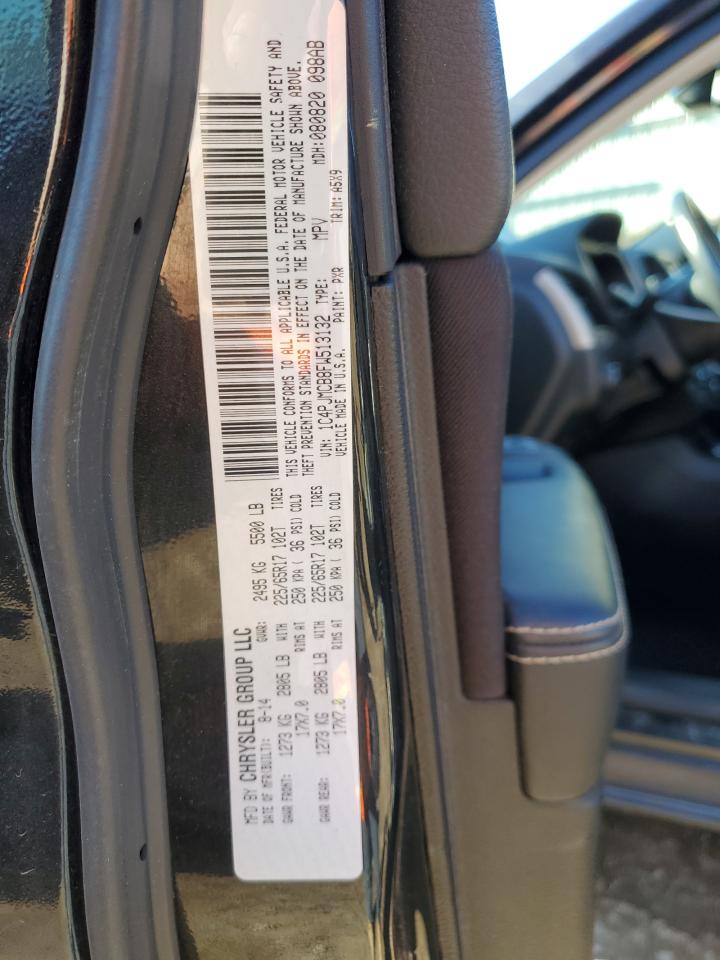 MFD BY CHRYSLER GROUP LLC
DATE OF MFR(BUILT): 8-14 GVWR: 2495 KG 5500 LB
GAWR FRONT: 1273 KG 2805 LB WITH 225/65R17 102T TIRES
17X7.0 RIMS AT 250 KPA ( 36 PSI) COLD
GAWR REAR: 1273 KG 2805 LB WITH 225/65R17 102T TIRES
17X7.0 RIMS AT 250 KPA ( 36 PSI) COLD
THIS VEHICLE CONFORMS TO ALL APPLICABLE U.S.A. FEDERAL MOTOR VEHICLE SAFETY AND
THEFT PREVENTION STANDARDS IN EFFECT ON THE DATE OF MANUFACTURE SHOWN ABOVE.
VIN: 1C4PJMCB8FW513132 TYPE: MPV MDH:080820 098AB
VEHICLE MADE IN U.S.A. PAINT: PXR TRIM: A5X9